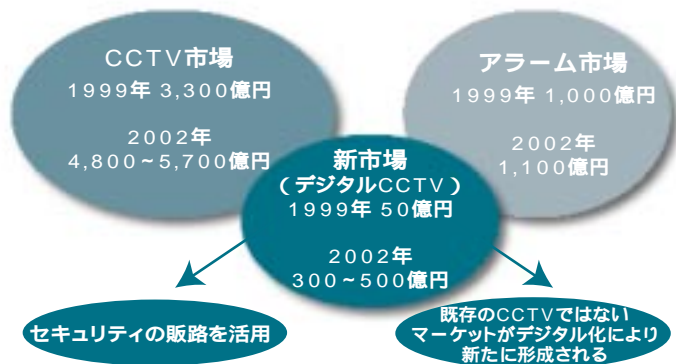 CCTV市場
1999年 3,300億円
2002年
4,800~5,700億円
アラーム市場
1999年 1,000億円
2002年
1,100億円
新市場
(デジタルCCTV)
1999年 50億円
2002年
300~500億円
セキュリティの販路を活用
既存のCCTVではない
マーケットがデジタル化により
新たに形成される